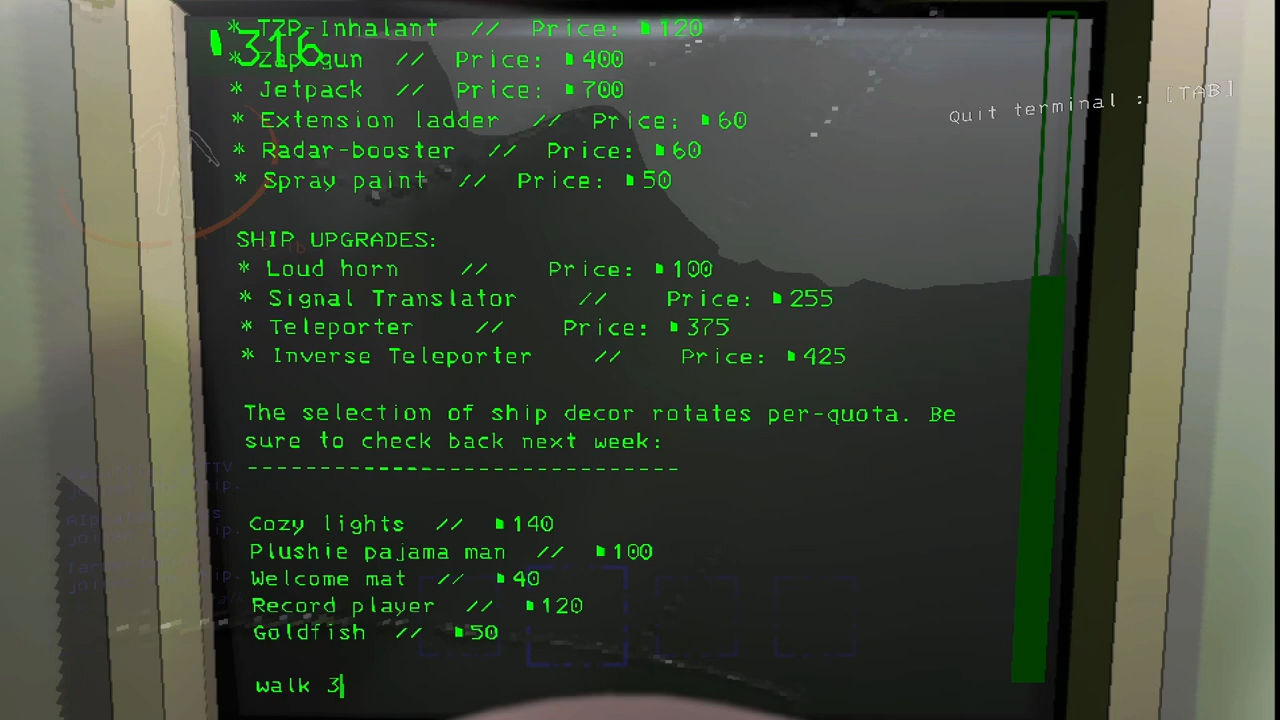 * TZP-Inhalant // Price: ▮120
▮316
* Zap gun // Price: ▮400
* Jetpack // Price: ▮700
Quit terminal : [TAB]
* Extension ladder // Price: ▮60
* Radar-booster // Price: ▮60
* Spray paint // Price: ▮50
SHIP UPGRADES:
* Loud horn // Price: ▮100
* Signal Translator // Price: ▮255
* Teleporter // Price: ▮375
* Inverse Teleporter // Price: ▮425
The selection of ship decor rotates per-quota. Be
sure to check back next week:
--------------------------------
Cozy lights // ▮140
Plushie pajama man // ▮100
Welcome mat // ▮40
Record player // ▮120
Goldfish // ▮50
walk 3